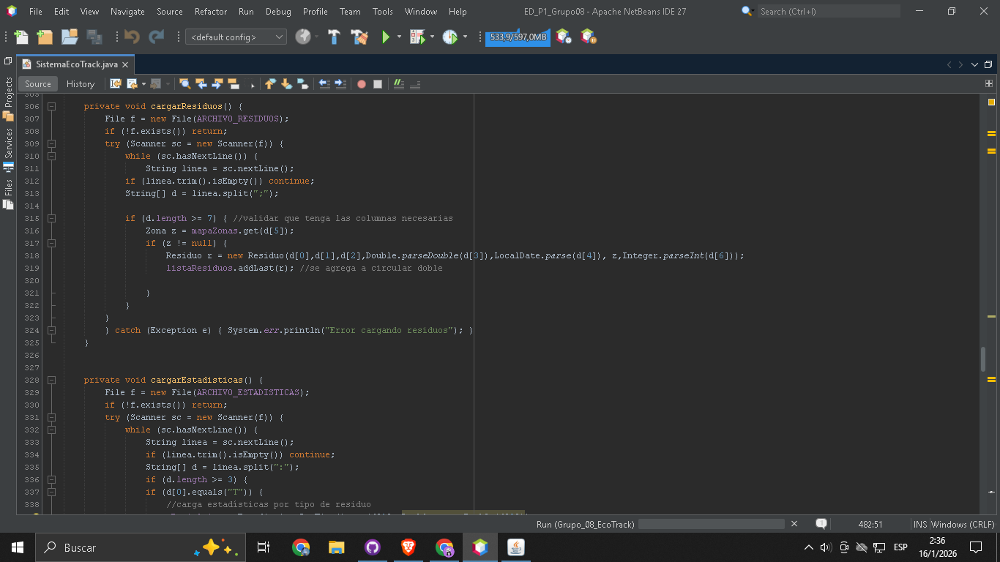 File Edit View Navigate Source Refactor Run Debug Profile Team Tools Window Help ED_P1_Grupo08 - Apache NetBeans IDE 27 Search (Ctrl+I)
<default config> 533,9/597,0MB
SistemaEcoTrack.java
Source History
Projects
Services
Files
305
306 private void cargarResiduos() {
307 File f = new File(ARCHIVO_RESIDUOS);
308 if (!f.exists()) return;
309 try (Scanner sc = new Scanner(f)) {
310 while (sc.hasNextLine()) {
311 String linea = sc.nextLine();
312 if (linea.trim().isEmpty()) continue;
313 String[] d = linea.split(";");
314
315 if (d.length >= 7) { //validar que tenga las columnas necesarias
316 Zona z = mapaZonas.get(d[5]);
317 if (z != null) {
318 Residuo r = new Residuo(d[0],d[1],d[2],Double.parseDouble(d[3]),LocalDate.parse(d[4]), z,Integer.parseInt(d[6]));
319 listaResiduos.addLast(r); //se agrega a circular doble
320
321 }
322 }
323 }
324 } catch (Exception e) { System.err.println("Error cargando residuos"); }
325 }
326
327
328 private void cargarEstadisticas() {
329 File f = new File(ARCHIVO_ESTADISTICAS);
330 if (!f.exists()) return;
331 try (Scanner sc = new Scanner(f)) {
332 while (sc.hasNextLine()) {
333 String linea = sc.nextLine();
334 if (linea.trim().isEmpty()) continue;
335 String[] d = linea.split(":");
336 if (d.length >= 3) {
337 if (d[0].equals("T")) {
338 //carga estadísticas por tipo de residuo
Run (Grupo_08_EcoTrack) 482:51 INS Windows (CRLF)
Buscar ESP 2:36
16/1/2026